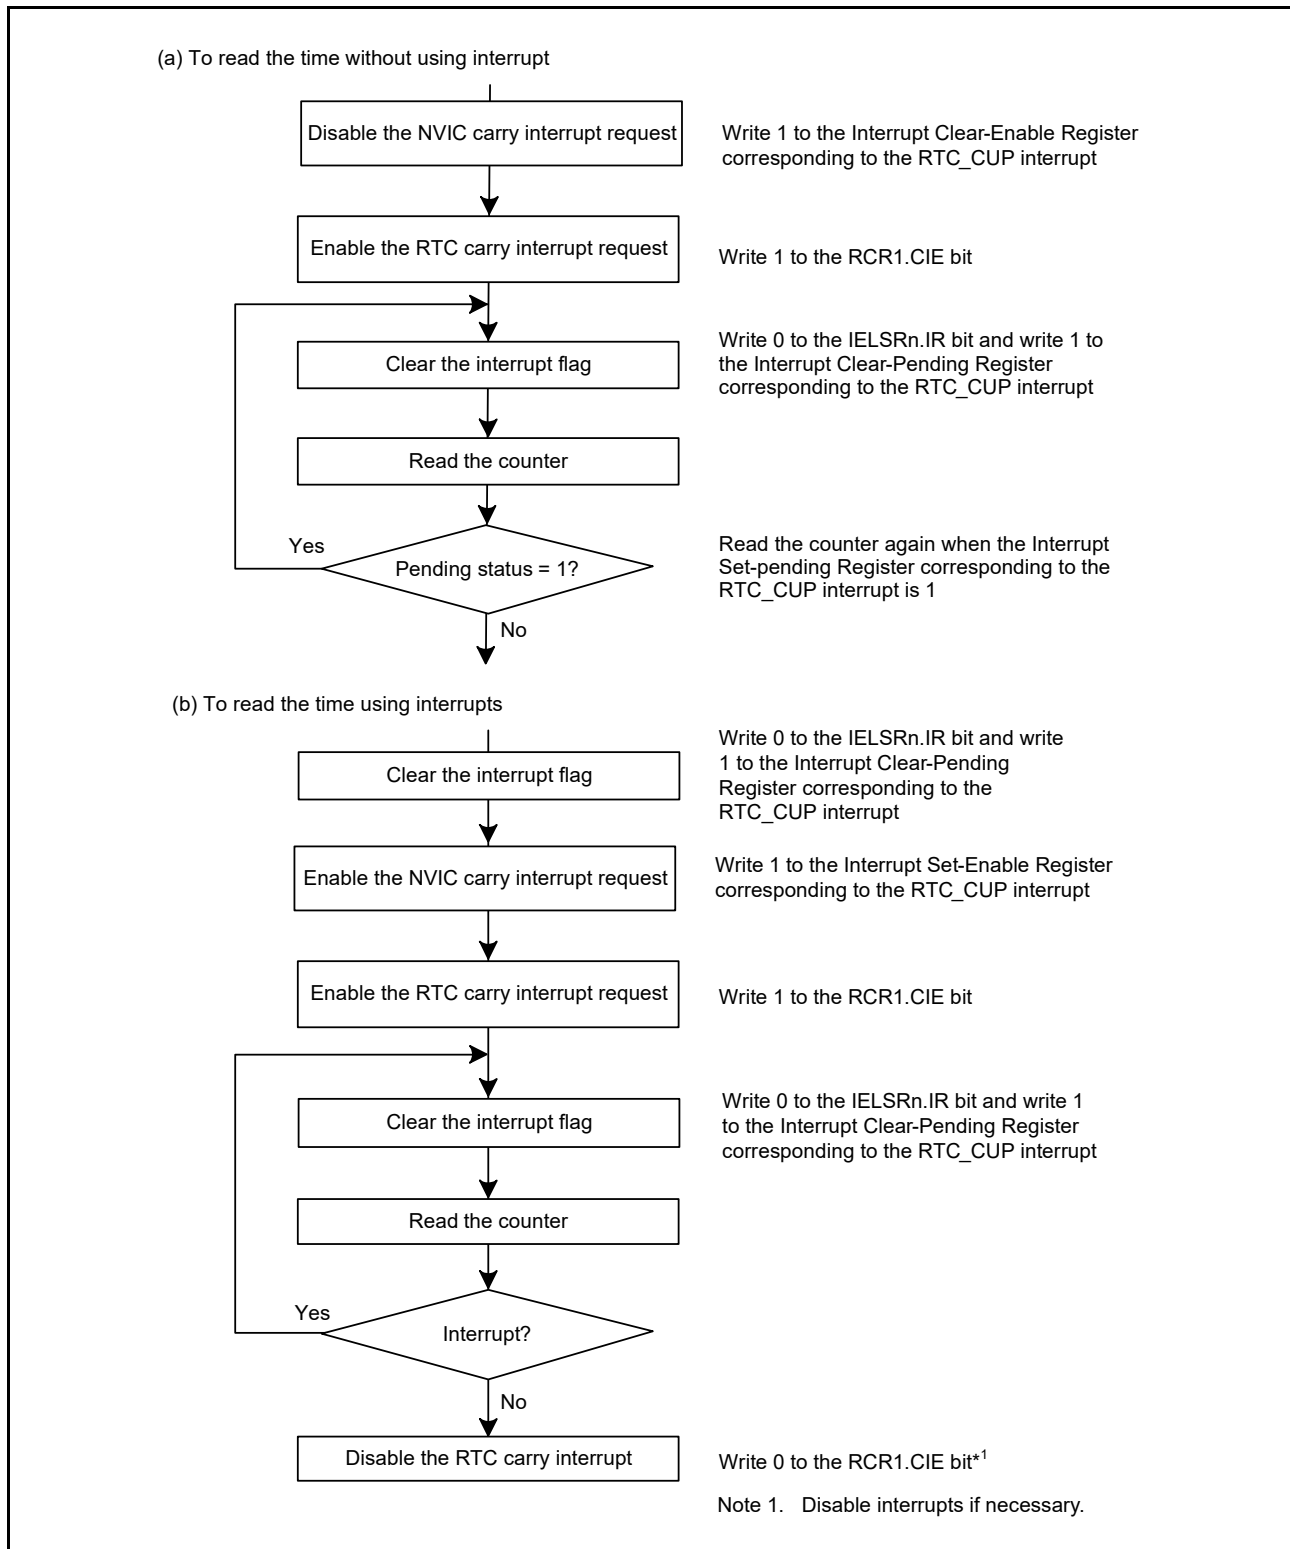 (a) To read the time without using interrupt
Disable the NVIC carry interrupt request
Write 1 to the Interrupt Clear-Enable Register
corresponding to the RTC_CUP interrupt
Enable the RTC carry interrupt request
Write 1 to the RCR1.CIE bit
Clear the interrupt flag
Write 0 to the IELSRn.IR bit and write 1 to
the Interrupt Clear-Pending Register
corresponding to the RTC_CUP interrupt
Read the counter
Yes
Pending status = 1?
Read the counter again when the Interrupt
Set-pending Register corresponding to the
RTC_CUP interrupt is 1
No
(b) To read the time using interrupts
Clear the interrupt flag
Write 0 to the IELSRn.IR bit and write
1 to the Interrupt Clear-Pending
Register corresponding to the
RTC_CUP interrupt
Enable the NVIC carry interrupt request
Write 1 to the Interrupt Set-Enable Register
corresponding to the RTC_CUP interrupt
Enable the RTC carry interrupt request
Write 1 to the RCR1.CIE bit
Clear the interrupt flag
Write 0 to the IELSRn.IR bit and write 1
to the Interrupt Clear-Pending Register
corresponding to the RTC_CUP interrupt
Read the counter
Yes
Interrupt?
No
Disable the RTC carry interrupt
Write 0 to the RCR1.CIE bit*1
Note 1. Disable interrupts if necessary.